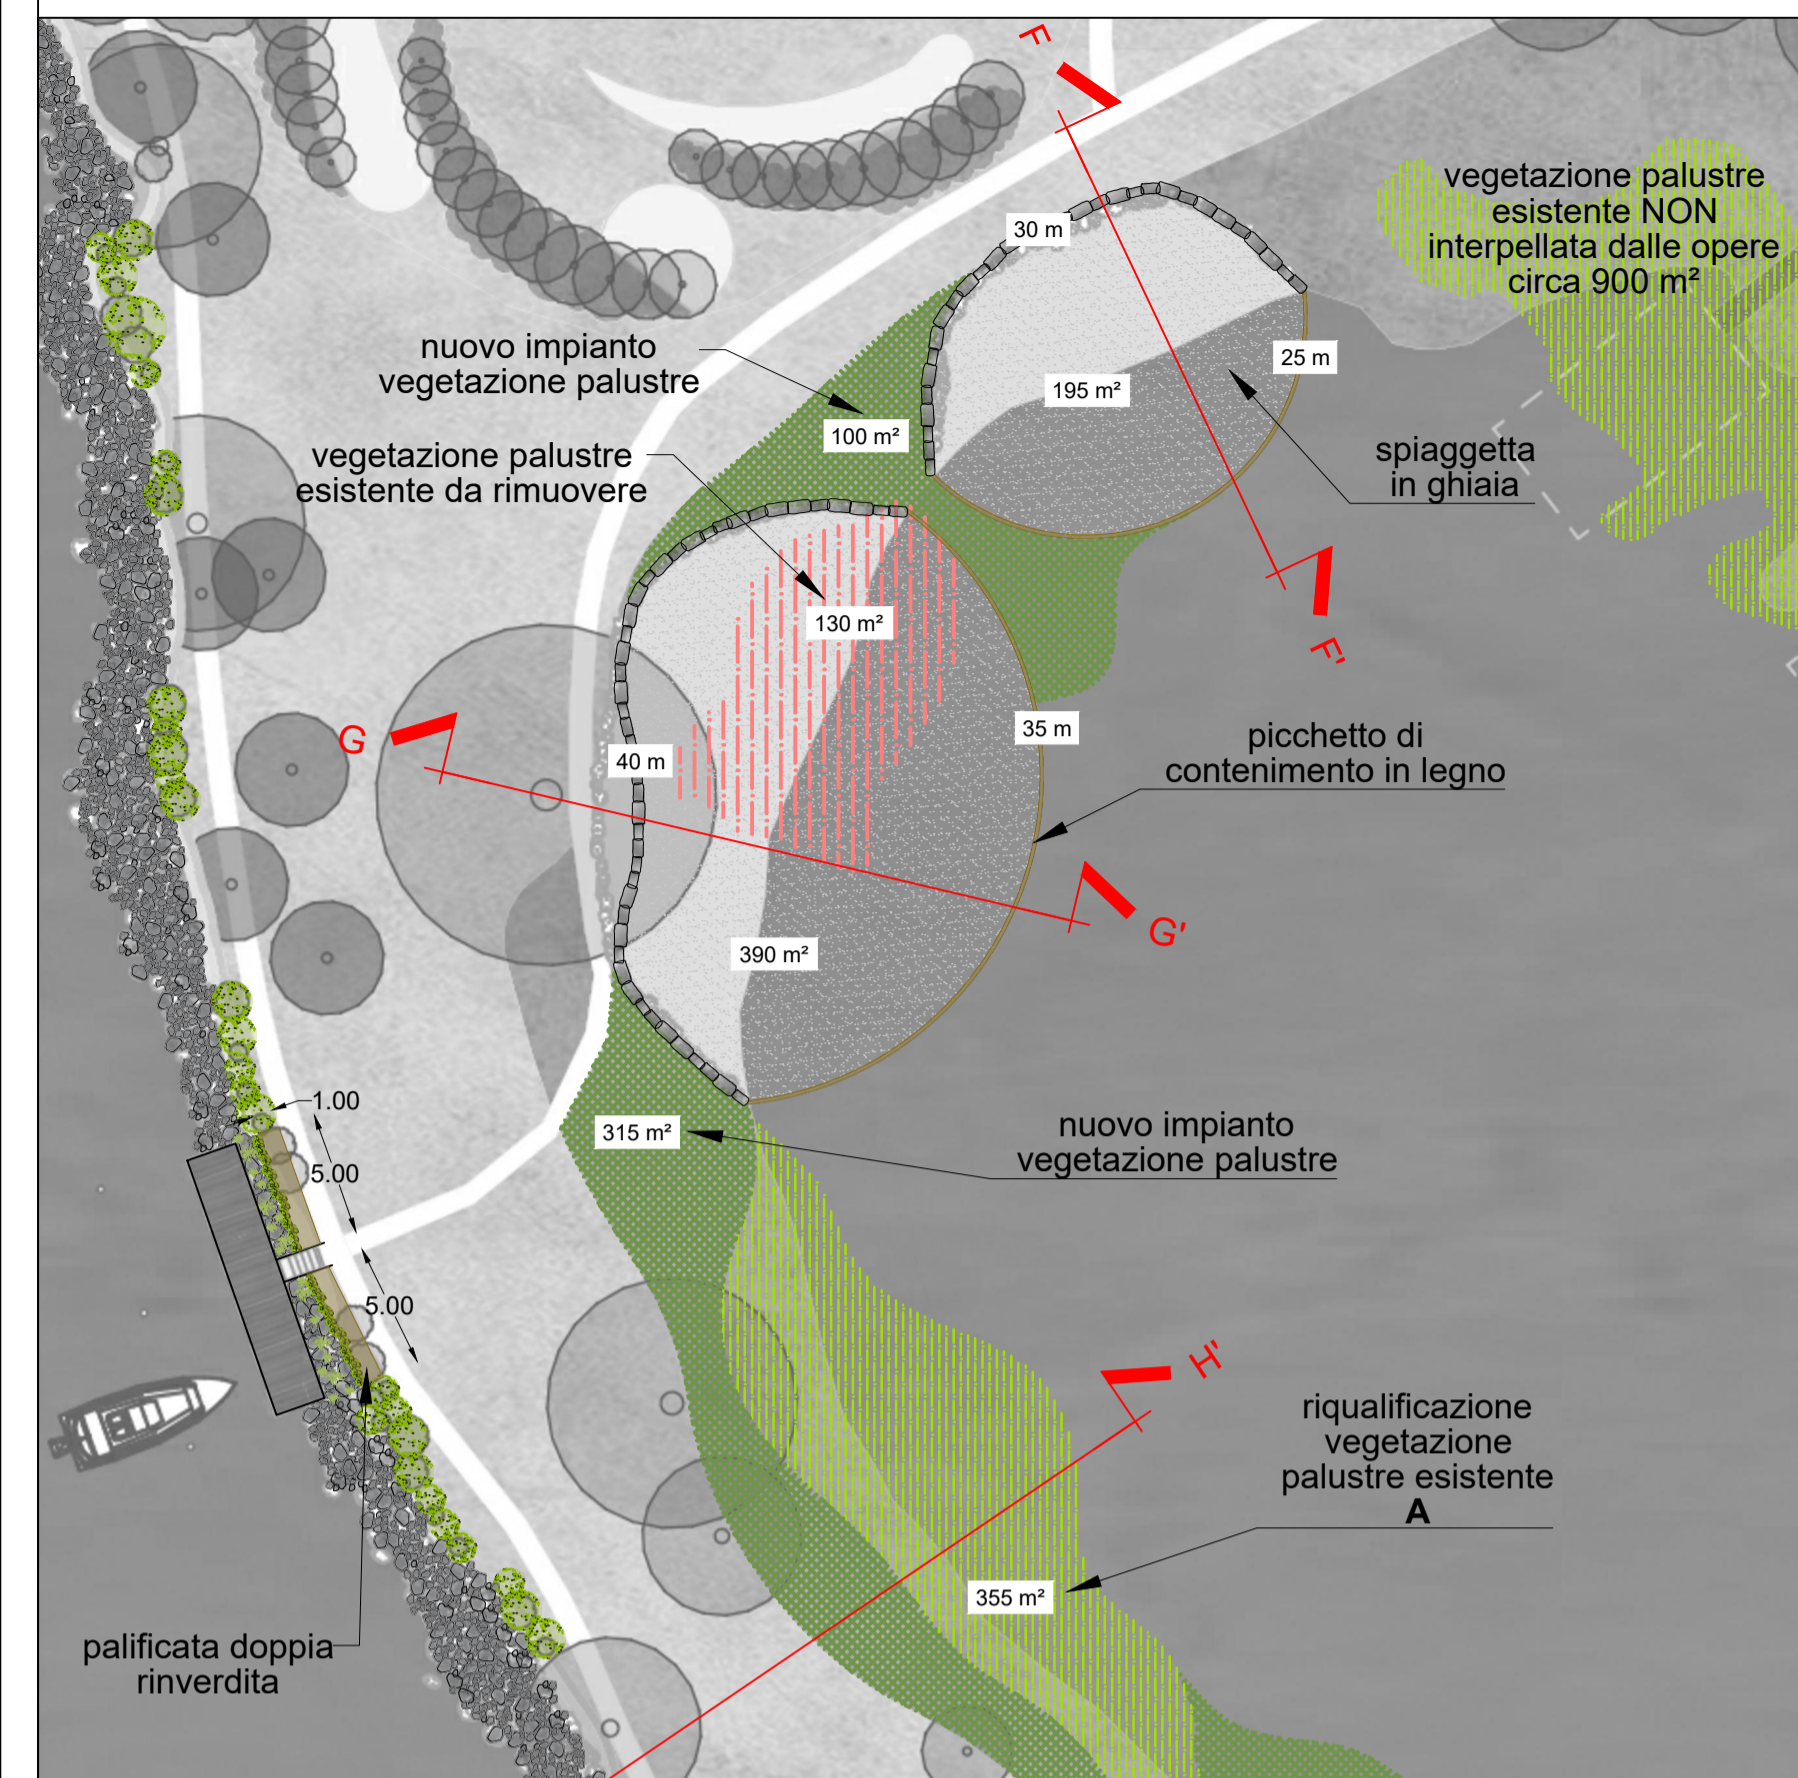 F
vegetazione palustre
esistente NON
interpellata dalle opere
circa 900 m²
30 m
nuovo impianto
vegetazione palustre
25 m
195 m²
100 m²
vegetazione palustre
esistente da rimuovere
spiaggetta
in ghiaia
130 m²
F'
G
35 m
40 m
picchetto di
contenimento in legno
G'
390 m²
1.00
315 m²
nuovo impianto
vegetazione palustre
5.00
5.00
H'
riqualificazione
vegetazione
palustre esistente
A
355 m²
palificata doppia
rinverdita